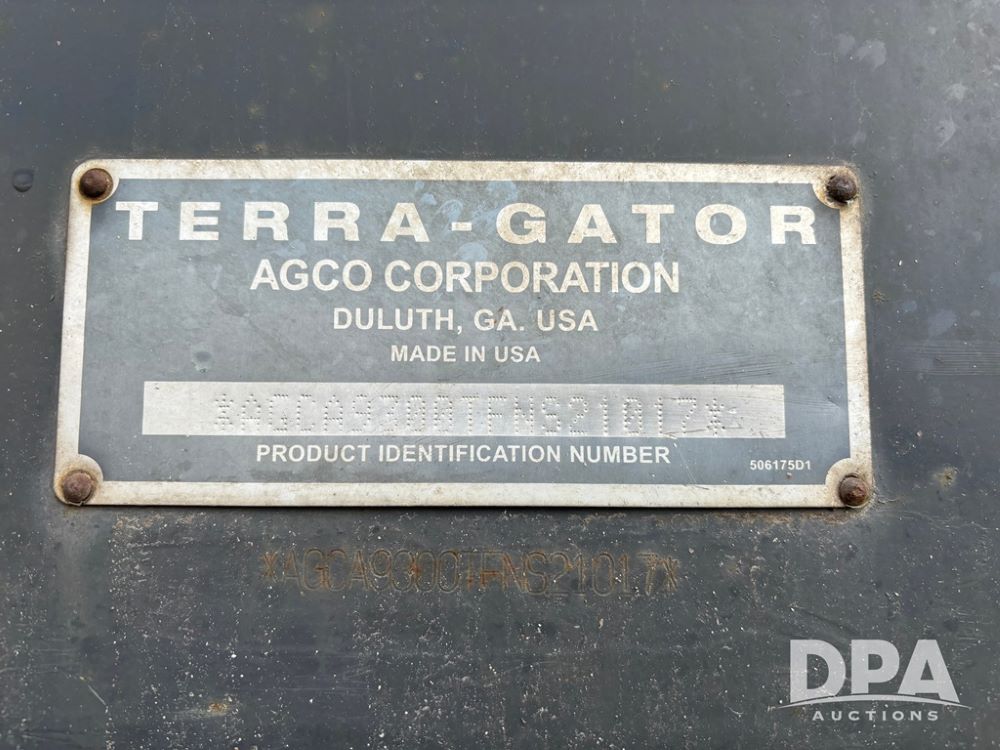 TERRA-GATOR
AGCO CORPORATION
DULUTH, GA. USA
MADE IN USA
*AGCA9300TFNS21017*
PRODUCT IDENTIFICATION NUMBER
506175D1
*AGCA9300TFNS21017*
DPA
AUCTIONS